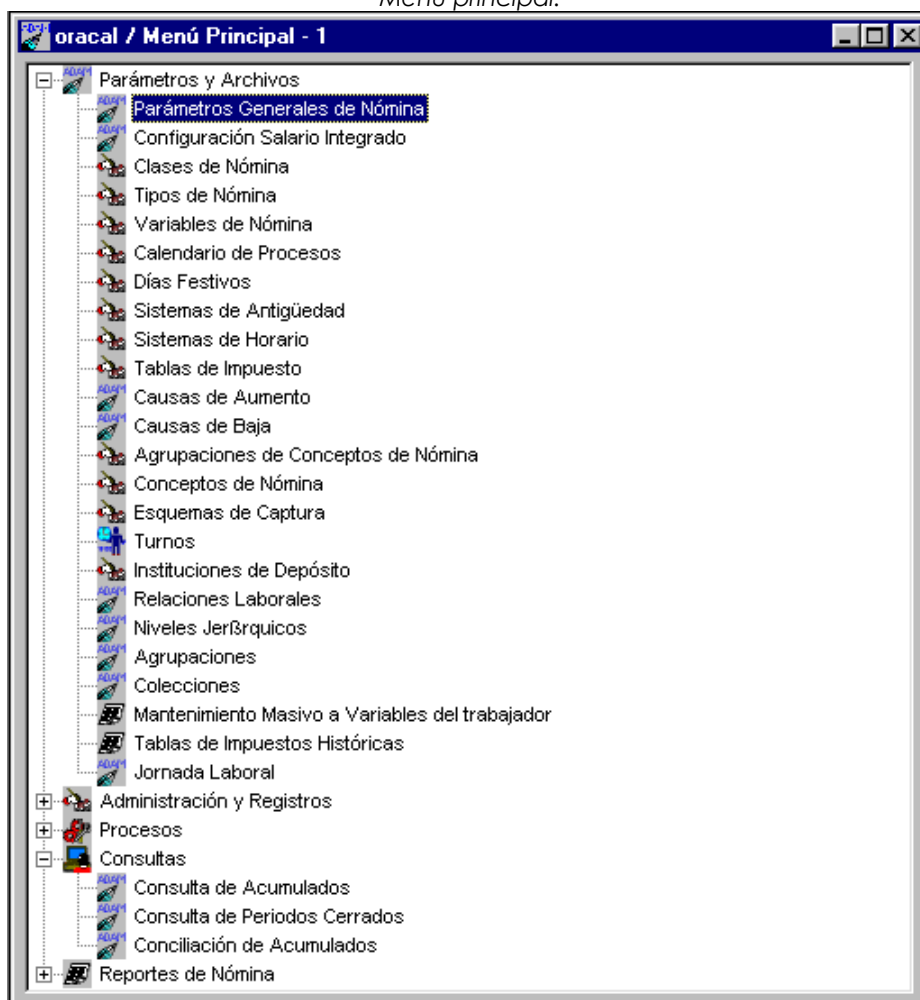 Menú principal.
oracal / Menú Principal - 1
Parámetros y Archivos
Parámetros Generales de Nómina
Configuración Salario Integrado
Clases de Nómina
Tipos de Nómina
Variables de Nómina
Calendario de Procesos
Días Festivos
Sistemas de Antigüedad
Sistemas de Horario
Tablas de Impuesto
Causas de Aumento
Causas de Baja
Agrupaciones de Conceptos de Nómina
Conceptos de Nómina
Esquemas de Captura
Turnos
Instituciones de Depósito
Relaciones Laborales
Niveles Jerßrquicos
Agrupaciones
Colecciones
Mantenimiento Masivo a Variables del trabajador
Tablas de Impuestos Históricas
Jornada Laboral
Administración y Registros
Procesos
Consultas
Consulta de Acumulados
Consulta de Periodos Cerrados
Conciliación de Acumulados
Reportes de Nómina